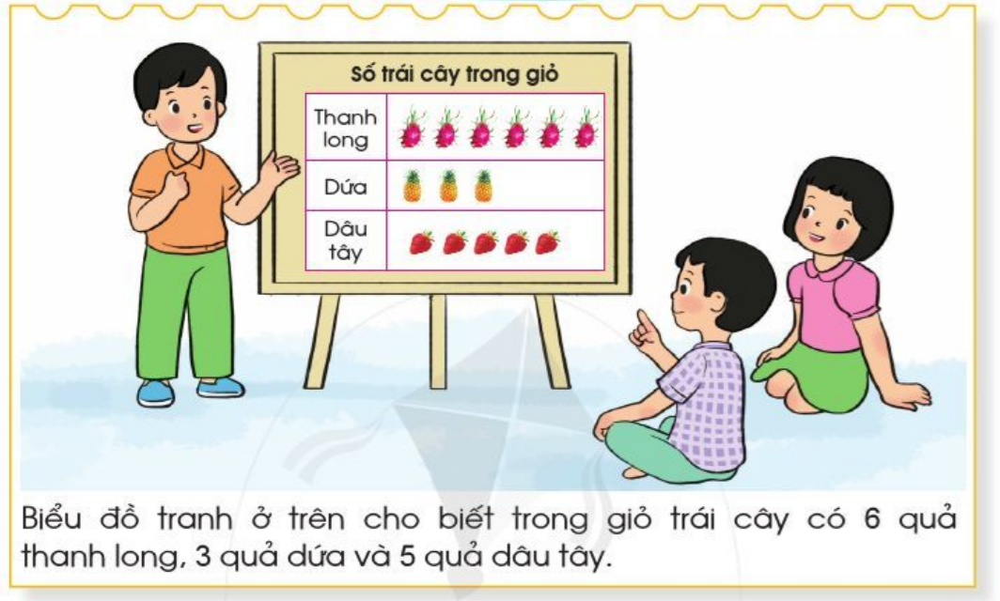 Số trái cây trong giỏ
Thanh
long
Dứa
Dâu
tây
Biểu đồ tranh ở trên cho biết trong giỏ trái cây có 6 quả
thanh long, 3 quả dứa và 5 quả dâu tây.